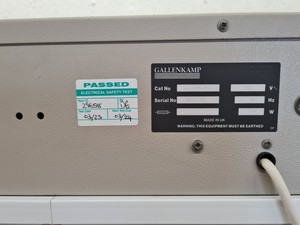 PASSED
ELECTRICAL SAFETY TEST
03/23
03/24
GALLENKAMP
Cat No
V
Serial No
Hz
W
MADE IN UK
WARNING: THIS EQUIPMENT MUST BE EARTHED